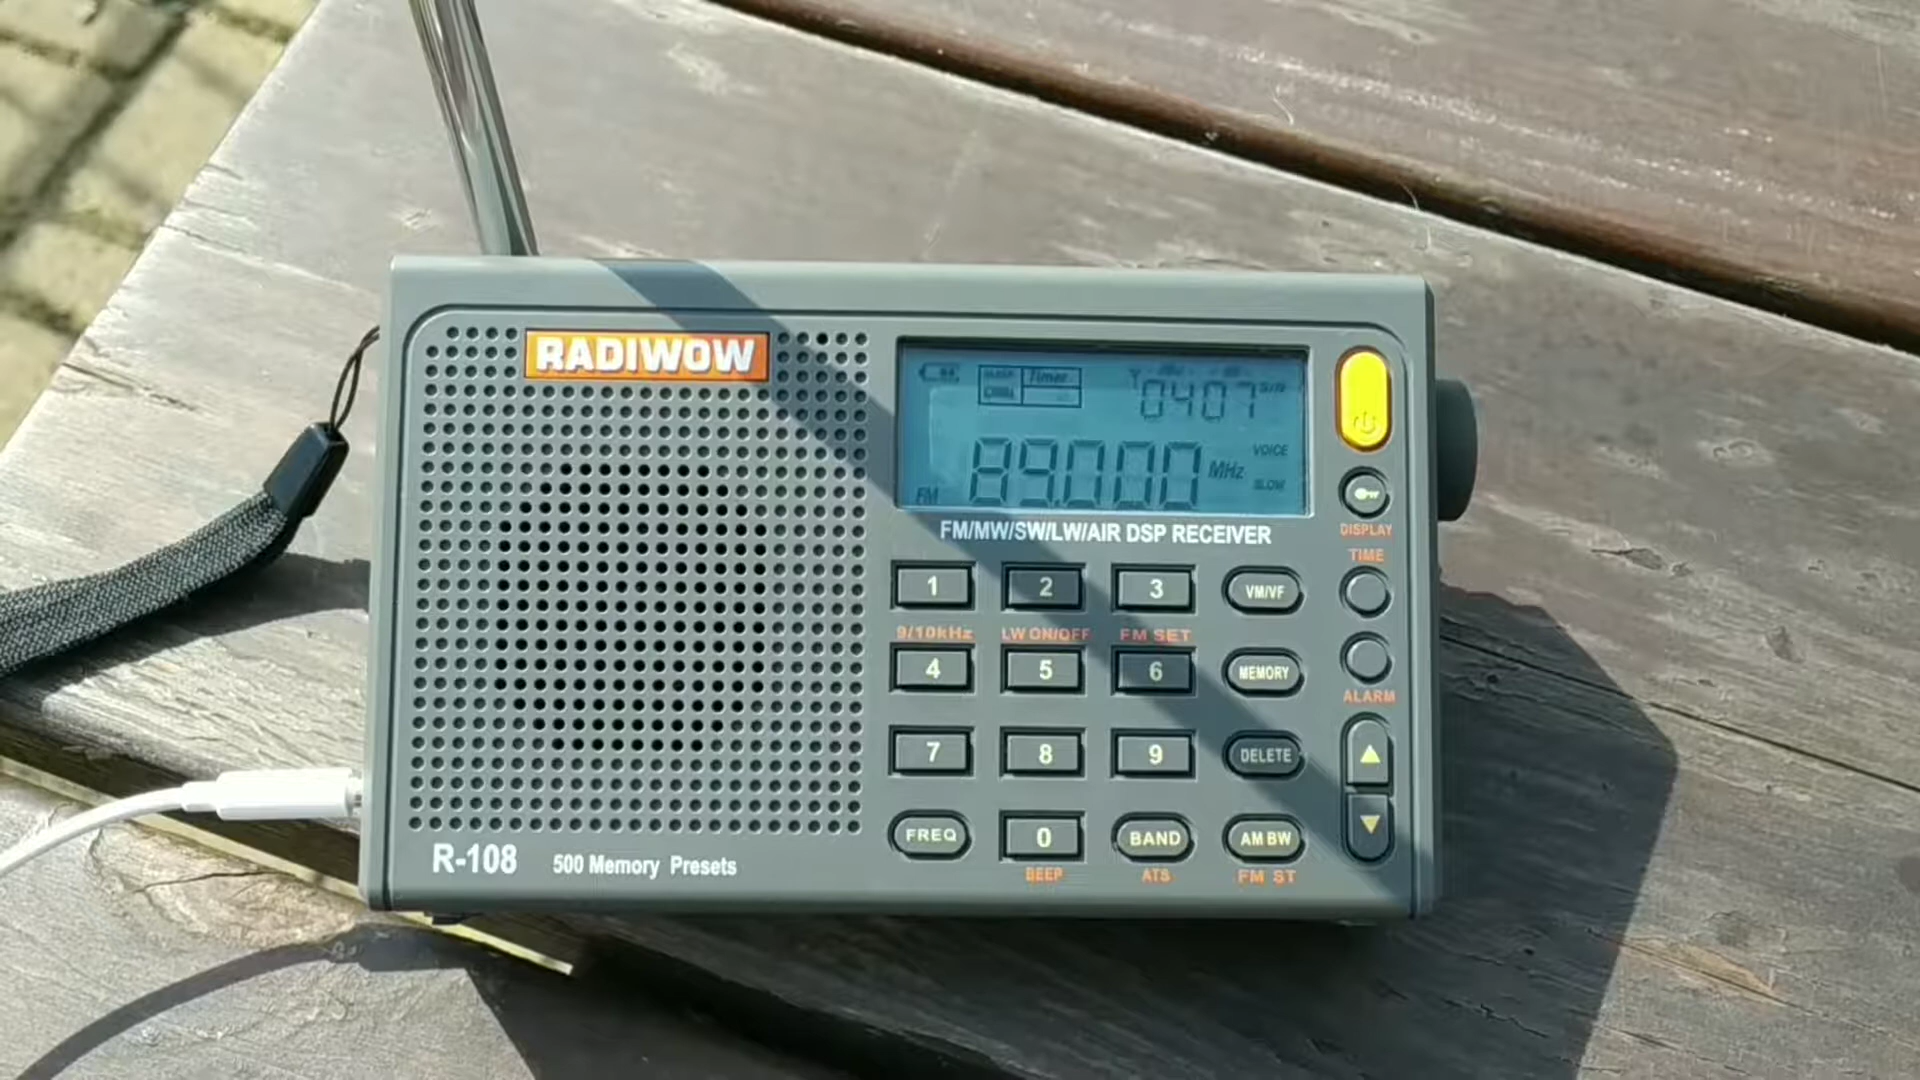 RADIWOW
Timer
0407 S/N
VOICE
89.000 MHz
SLOW
FM
FM/MW/SW/LW/AIR DSP RECEIVER
DISPLAY
TIME
1 2 3 VM/VF
9/10kHz LW ON/OFF FM SET
4 5 6 MEMORY
ALARM
7 8 9 DELETE
FREQ 0 BAND AM BW
BEEP ATS FM ST
R-108 500 Memory Presets